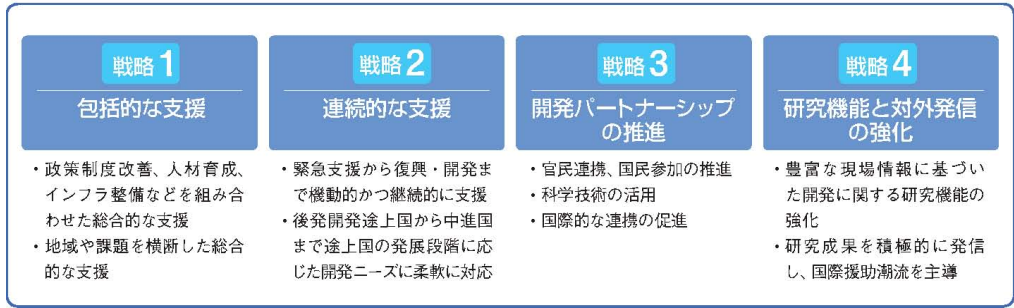 戦略1
包括的な支援
・政策制度改善、人材育成、
インフラ整備などを組み合
わせた総合的な支援
・地域や課題を横断した総合
的な支援
戦略2
連続的な支援
・緊急支援から復興・開発ま
で機動的かつ継続的に支援
・後発開発途上国から中進国
まで途上国の発展段階に応
じた開発ニーズに柔軟に対応
戦略3
開発パートナーシップ
の推進
・官民連携、国民参加の推進
・科学技術の活用
・国際的な連携の促進
戦略4
研究機能と対外発信
の強化
・豊富な現場情報に基づい
た開発に関する研究機能の
強化
・研究成果を積極的に発信
し、国際援助潮流を主導